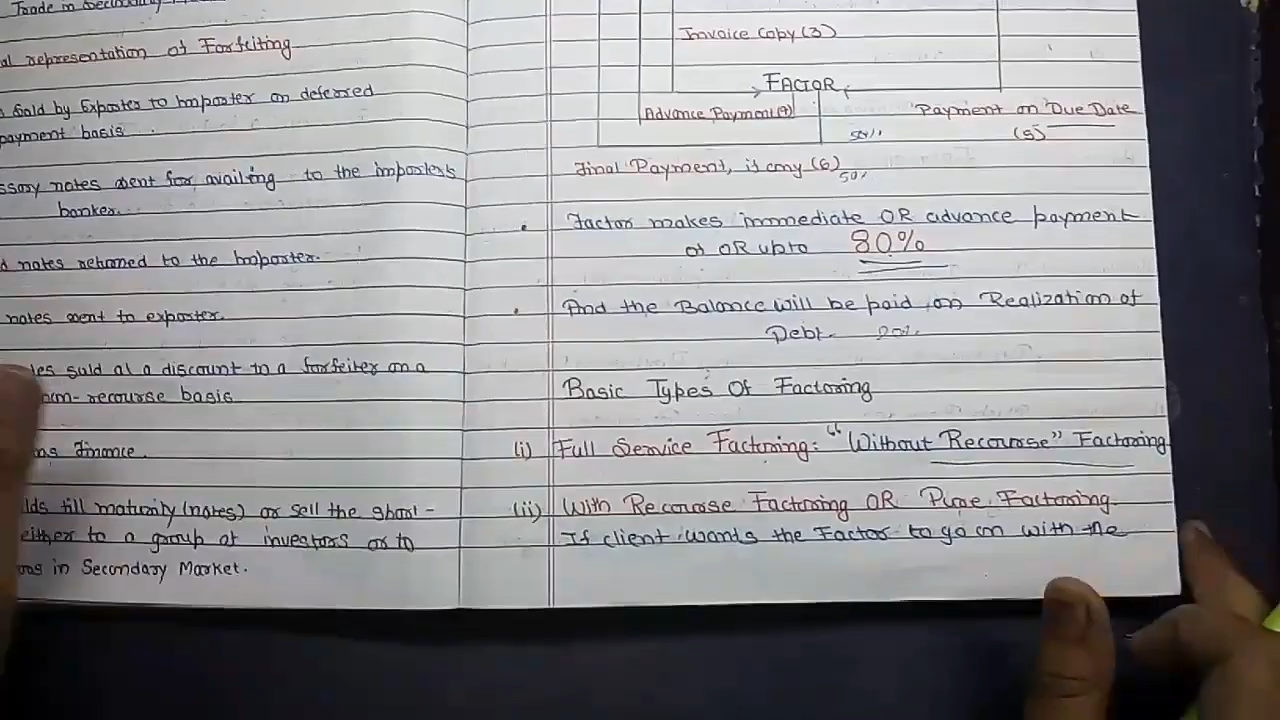 Trade in Secondary
al representation of Forfeiting
Sold by Exporter to Importer on deferred
payment basis
ssory notes sent for availing to the importer's
banker.
d notes retuned to the importer.
notes sent to exporter.
tes sold at a discount to a forfeiter on a
non-recourse basis
Finance.
lds till maturity (notes) or sell the short-
either to a group of investors or to
in Secondary Market.
Invoice Copy (3)
FACTOR
Advance Payment (4)
Payment on Due Date
(5)
Final Payment, if any (6)
Factor makes immediate OR advance payment
of OR upto 80%
And the Balance will be paid on Realization of
Debt 20%
Basic Types Of Factoring
(i) Full Service Factoring: "Without Recourse" Factoring
(ii) With Recourse Factoring OR Pure Factoring
If client wants the Factor to go on with the